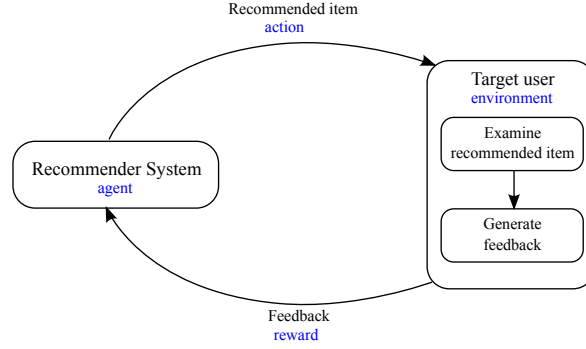 Recommended item
action
Target user
environment
Examine
recommended item
Recommender System
agent
Generate
feedback
Feedback
reward